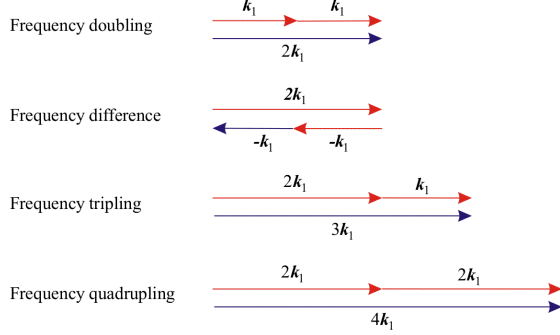 k₁ k₁
Frequency doubling
2k₁
2k₁
Frequency difference
-k₁ -k₁
2k₁ k₁
Frequency tripling
3k₁
2k₁ 2k₁
Frequency quadrupling
4k₁